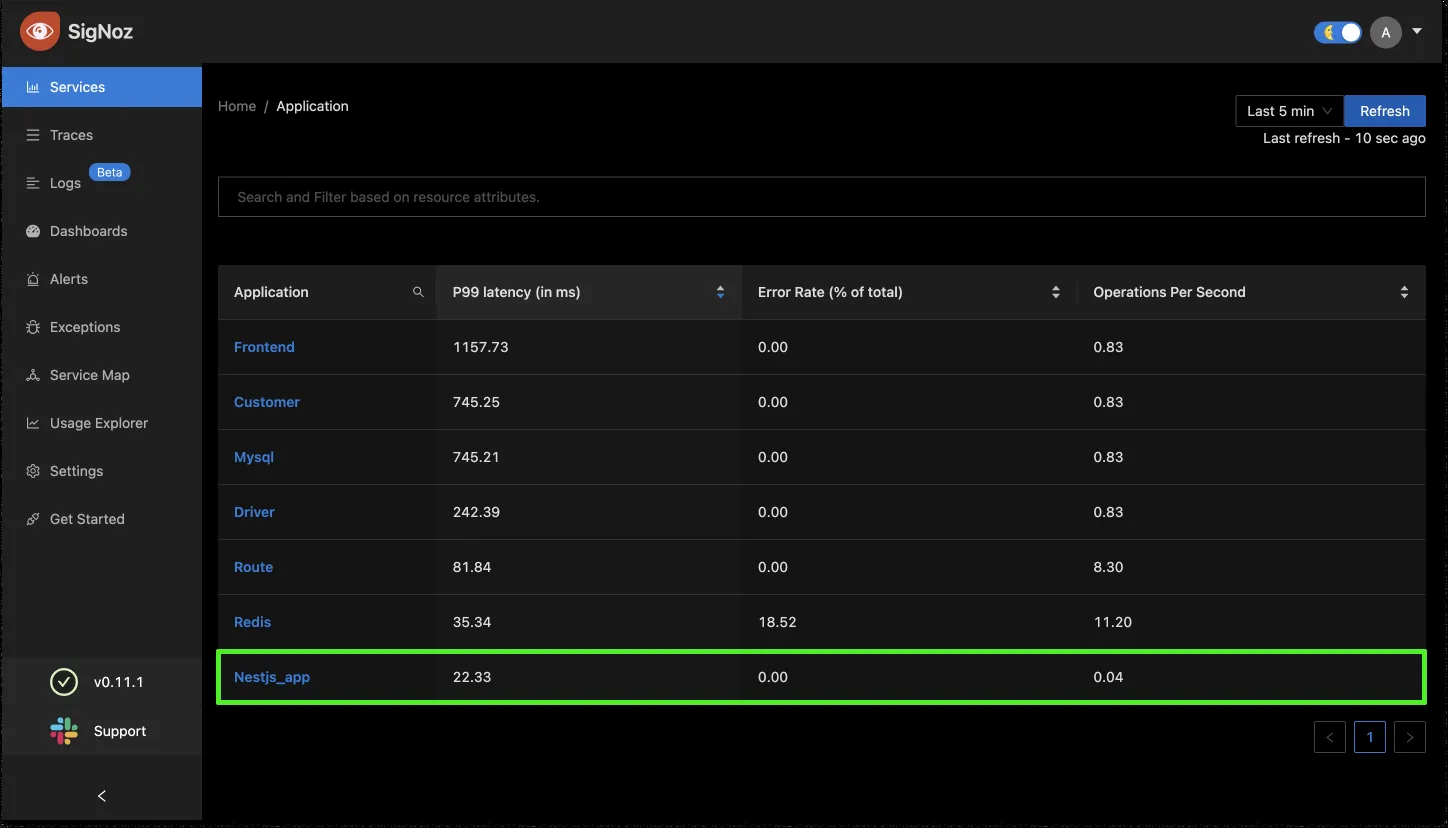 SigNoz
A
Services
Traces
Logs Beta
Dashboards
Alerts
Exceptions
Service Map
Usage Explorer
Settings
Get Started
v0.11.1
Support
Home / Application
Last 5 min Refresh
Last refresh - 10 sec ago
Search and Filter based on resource attributes.
Application P99 latency (in ms) Error Rate (% of total) Operations Per Second
Frontend 1157.73 0.00 0.83
Customer 745.25 0.00 0.83
Mysql 745.21 0.00 0.83
Driver 242.39 0.00 0.83
Route 81.84 0.00 8.30
Redis 35.34 18.52 11.20
Nestjs_app 22.33 0.00 0.04
< 1 >